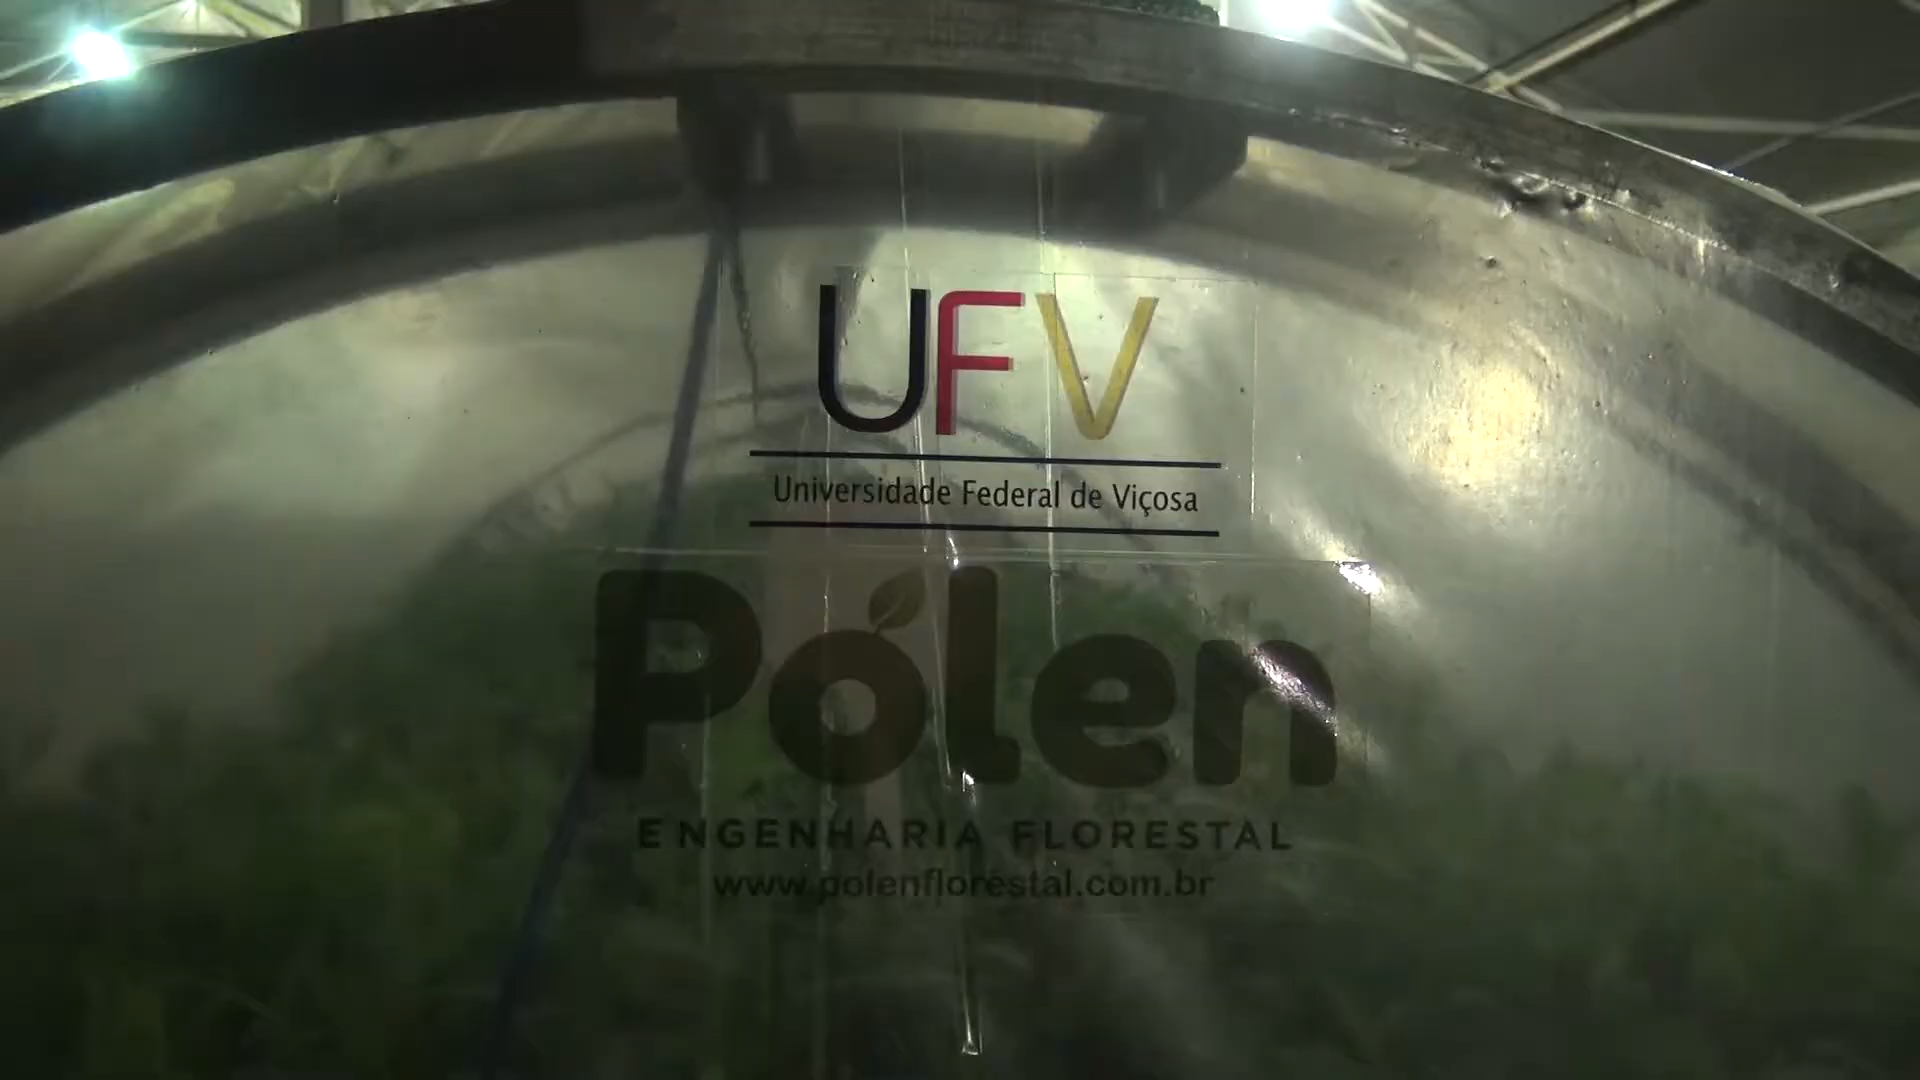 UFV
Universidade Federal de Viçosa
Pólen
ENGENHARIA FLORESTAL
www.polenflorestal.com.br